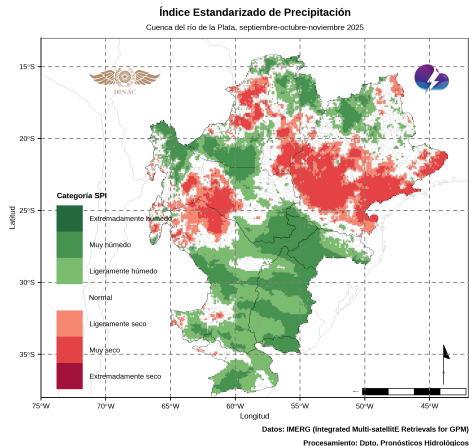 Índice Estandarizado de Precipitación
Cuenca del río de la Plata, septiembre-octubre-noviembre 2025
DINAC
15°S
20°S
25°S
30°S
35°S
Latitud
Categoría SPI
Extremadamente húmedo
Muy húmedo
Ligeramente húmedo
Normal
Ligeramente seco
Muy seco
Extremadamente seco
75°W
70°W
65°W
60°W
55°W
50°W
45°W
Longitud
Datos: IMERG (Integrated Multi-satellitE Retrievals for GPM)
Procesamiento: Dpto. Pronósticos Hidrológicos